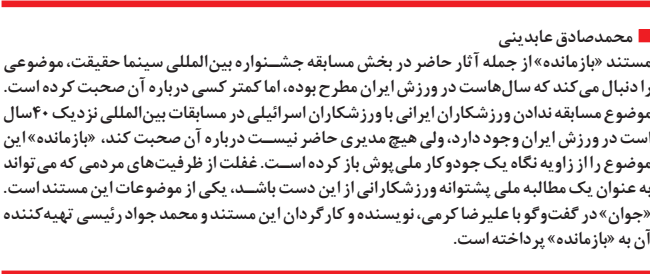 محمدصادق عابدینی
مستند «بازمانده» از جمله آثار حاضر در بخش مسابقه جشنواره بین‌المللی سینما حقیقت، موضوعی
را دنبال می‌کند که سال‌هاست در ورزش ایران مطرح بوده، اما کمتر کسی درباره آن صحبت کرده است.
موضوع مسابقه ندادن ورزشکاران ایرانی با ورزشکاران اسرائیلی در مسابقات بین‌المللی نزدیک ۴۰سال
است در ورزش ایران وجود دارد، ولی هیچ مدیری حاضر نیست درباره آن صحبت کند، «بازمانده» این
موضوع را از زاویه نگاه یک جودوکار ملی‌پوش باز کرده است. غفلت از ظرفیت‌های مردمی که می‌تواند
به عنوان یک مطالبه ملی پشتوانه ورزشکارانی از این دست باشد، یکی از موضوعات این مستند است.
«جوان» در گفت‌وگو با علیرضا کرمی، نویسنده و کارگردان این مستند و محمد جواد رئیسی تهیه‌کننده
آن به «بازمانده» پرداخته است.